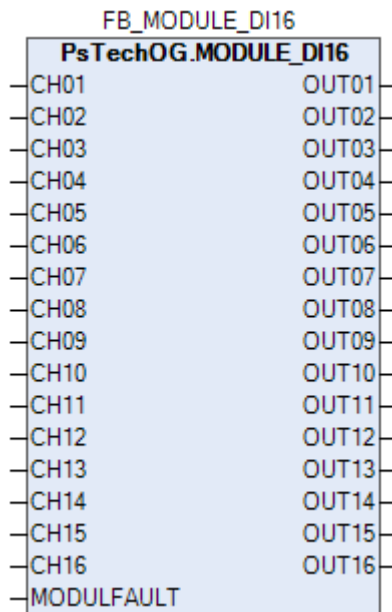 FB_MODULE_DI16
PsTechOG.MODULE_DI16
CH01 OUT01
CH02 OUT02
CH03 OUT03
CH04 OUT04
CH05 OUT05
CH06 OUT06
CH07 OUT07
CH08 OUT08
CH09 OUT09
CH10 OUT10
CH11 OUT11
CH12 OUT12
CH13 OUT13
CH14 OUT14
CH15 OUT15
CH16 OUT16
MODULFAULT